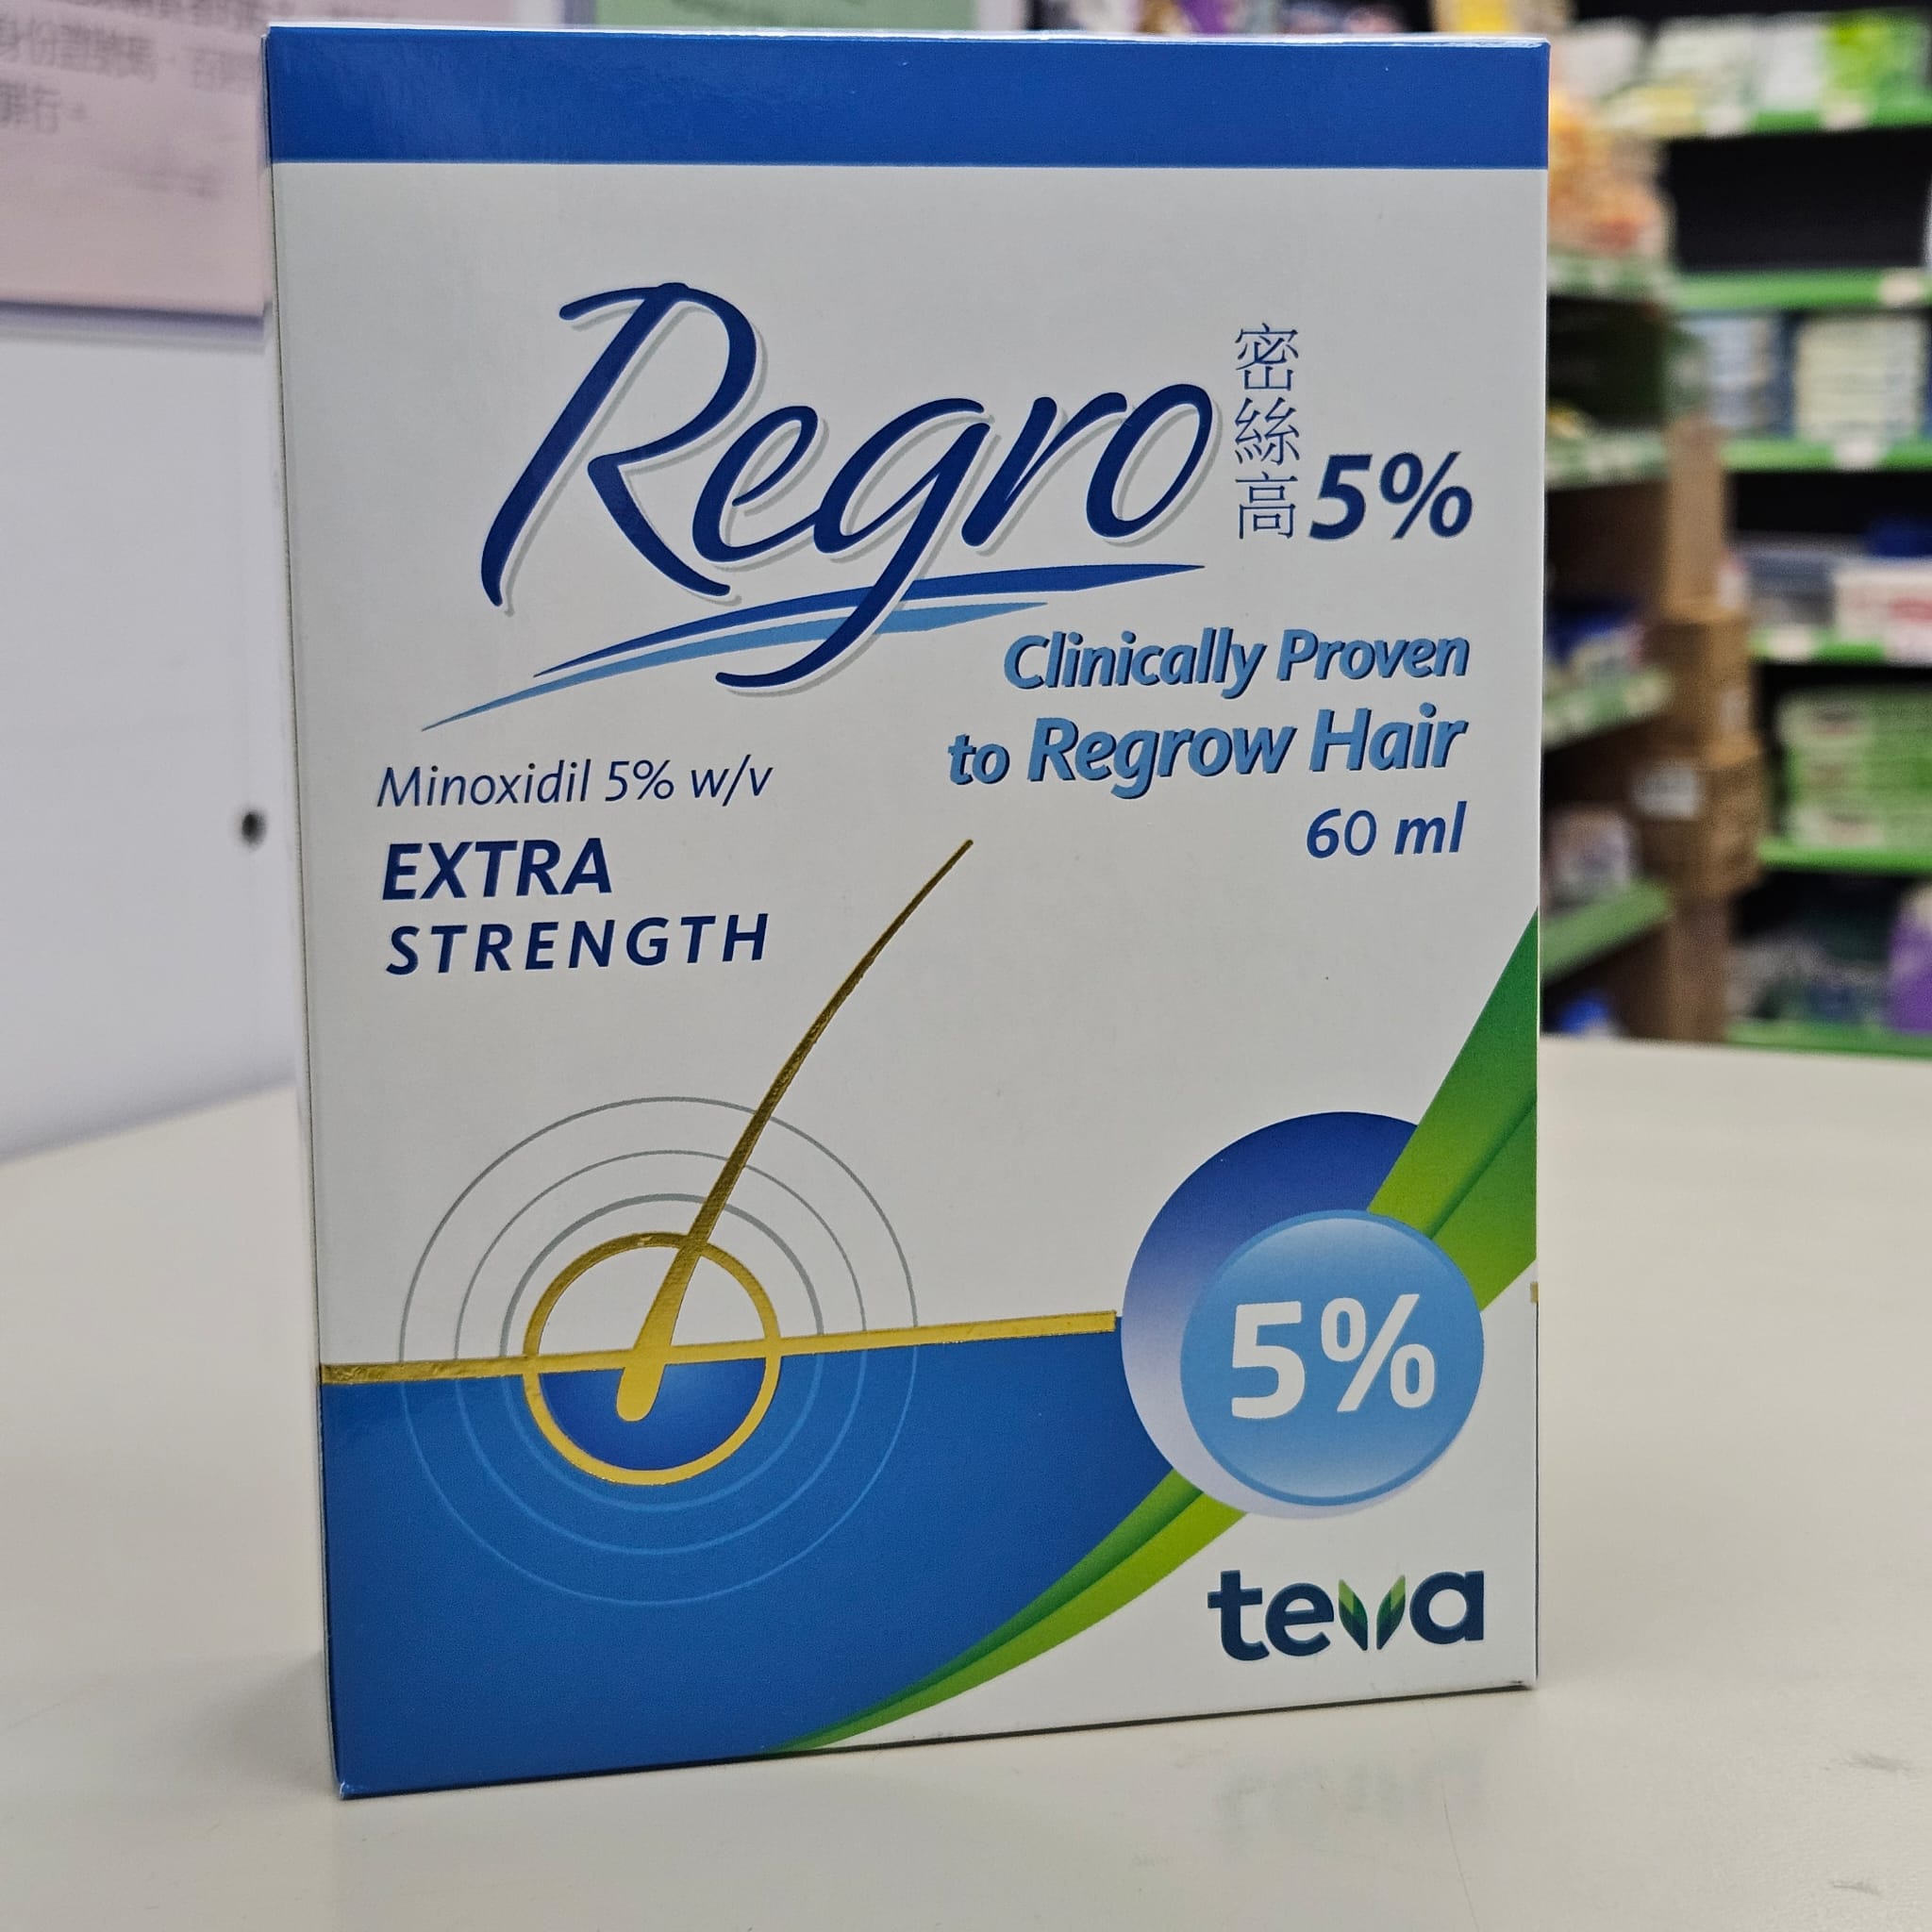 Regro
密絲高
5%
Clinically Proven
to Regrow Hair
60 ml
Minoxidil 5% w/v
EXTRA
STRENGTH
5%
teva